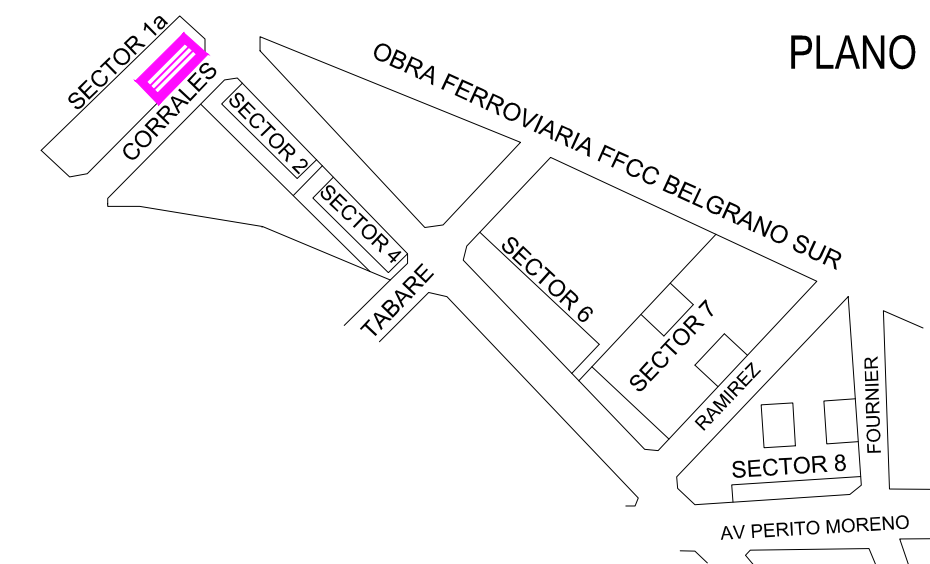 PLANO
SECTOR 1a
CORRALES
OBRA FERROVIARIA FFCC BELGRANO SUR
SECTOR 2
SECTOR 4
TABARE
SECTOR 6
SECTOR 7
RAMIREZ
FOURNIER
SECTOR 8
AV PERITO MORENO